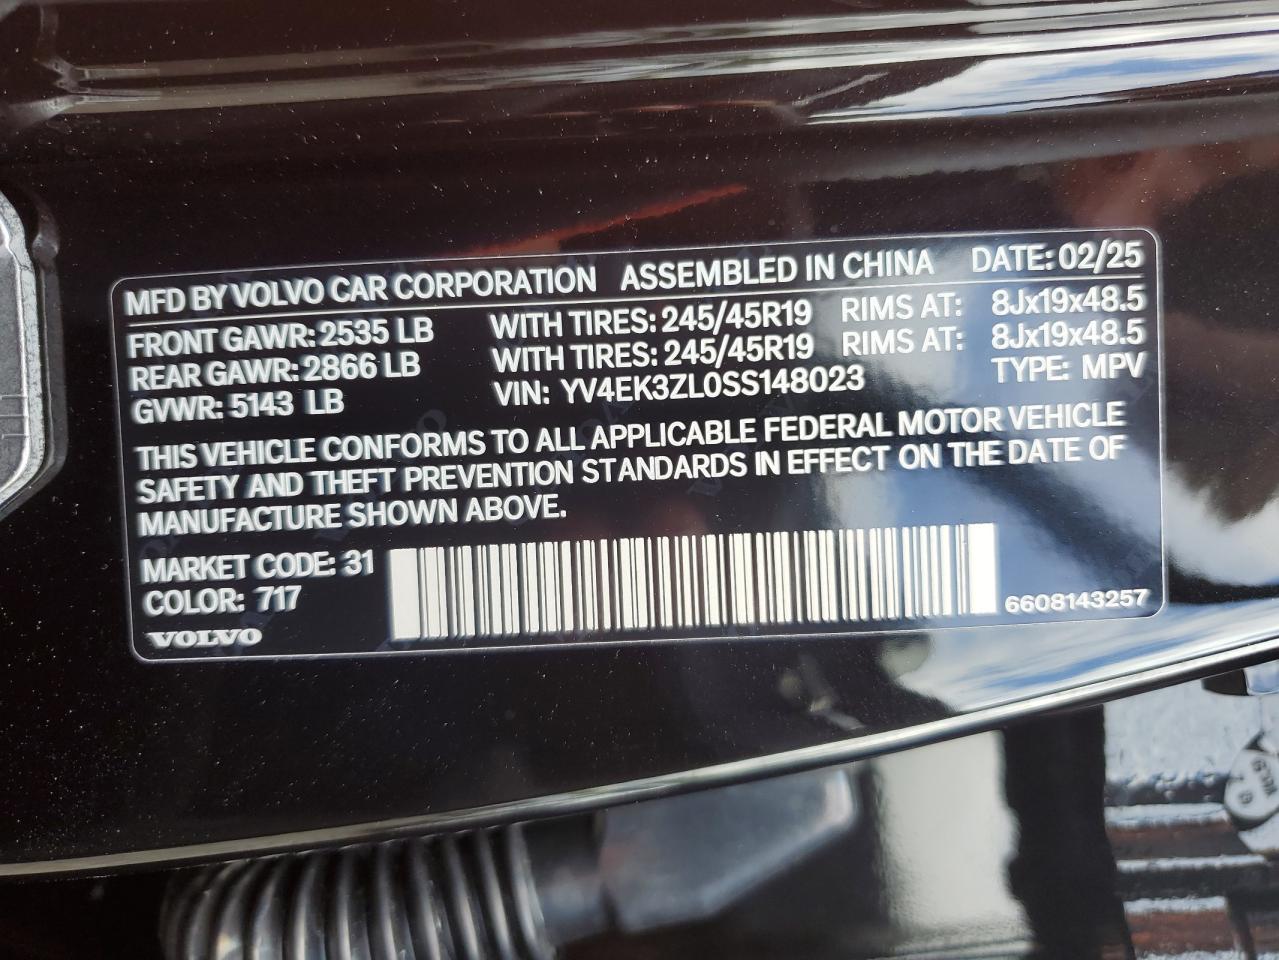 MFD BY VOLVO CAR CORPORATION ASSEMBLED IN CHINA DATE: 02/25
FRONT GAWR: 2535 LB WITH TIRES: 245/45R19 RIMS AT: 8Jx19x48.5
REAR GAWR: 2866 LB WITH TIRES: 245/45R19 RIMS AT: 8Jx19x48.5
GVWR: 5143 LB VIN: YV4EK3ZL0SS148023 TYPE: MPV
THIS VEHICLE CONFORMS TO ALL APPLICABLE FEDERAL MOTOR VEHICLE
SAFETY AND THEFT PREVENTION STANDARDS IN EFFECT ON THE DATE OF
MANUFACTURE SHOWN ABOVE.
MARKET CODE: 31
COLOR: 717
VOLVO 6608143257